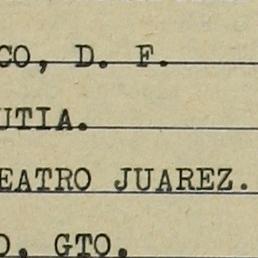 CO, D. F.
UTIA.
EATRO JUAREZ.
O. GTO.